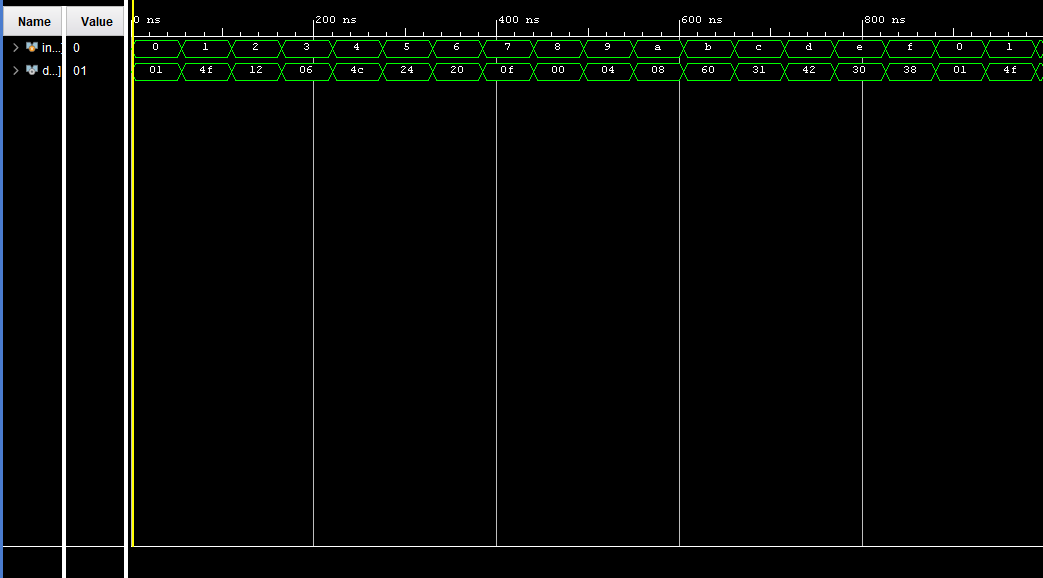 Name Value 0 ns 200 ns 400 ns 600 ns 800 ns
in...] 0 0 1 2 3 4 5 6 7 8 9 a b c d e f 0 1
d...] 01 01 4f 12 06 4c 24 20 0f 00 04 08 60 31 42 30 38 01 4f